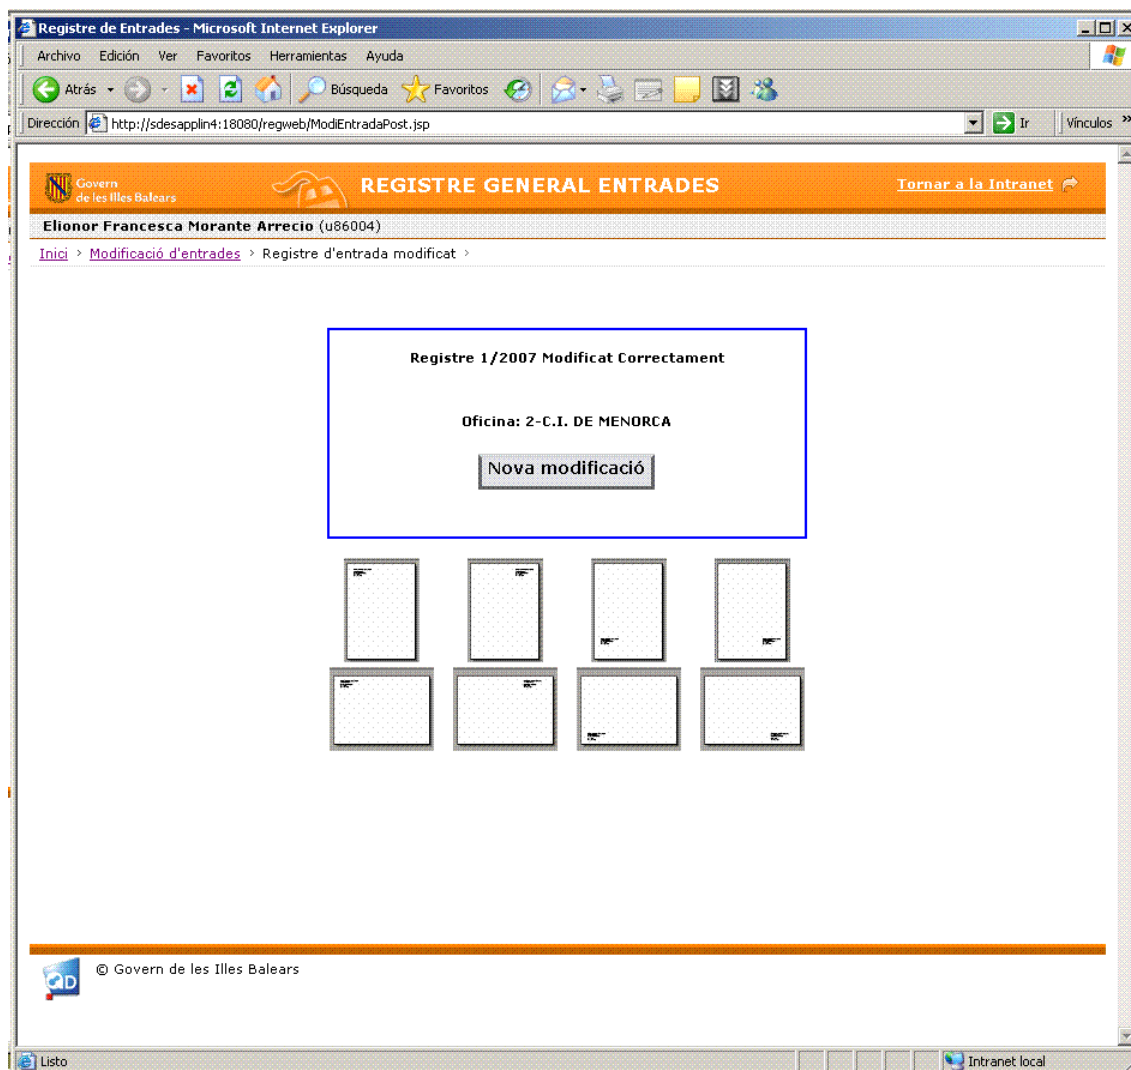 Registre de Entrades - Microsoft Internet Explorer
Archivo Edición Ver Favoritos Herramientas Ayuda
Atrás Búsqueda Favoritos
Dirección http://sdesapplin4:18080/regweb/ModiEntradaPost.jsp Ir Vínculos »
Govern
de les Illes Balears
REGISTRE GENERAL ENTRADES
Tornar a la Intranet
Elionor Francesca Morante Arrecio (u86004)
Inici > Modificació d'entrades > Registre d'entrada modificat >
Registre 1/2007 Modificat Correctament
Oficina: 2-C.I. DE MENORCA
Nova modificació
© Govern de les Illes Balears
Listo Intranet local